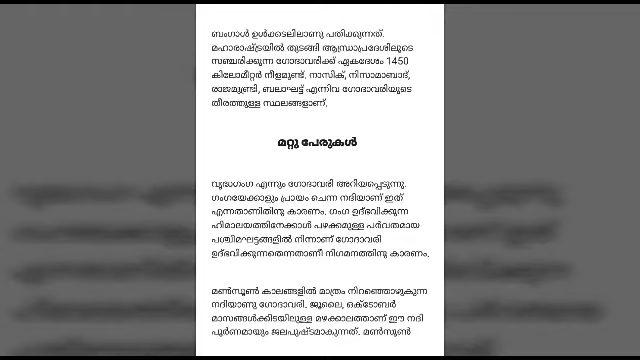 ബംഗാൾ ഉൾക്കടലിലാണു പതിക്കുന്നത്.
മഹാരാഷ്ട്രയിൽ തുടങ്ങി ആന്ധ്രാപ്രദേശിലൂടെ
സഞ്ചരിക്കുന്ന ഗോദാവരിക്ക് ഏകദേശം 1450
കിലോമീറ്റർ നീളമുണ്ട്. നാസിക്, നിസാമാബാദ്,
രാജമുണ്ട്രി, ബലാഘട്ട് എന്നിവ ഗോദാവരിയുടെ
തീരത്തുള്ള സ്ഥലങ്ങളാണ്.
മറ്റു പേരുകൾ
വൃദ്ധഗംഗ എന്നും ഗോദാവരി അറിയപ്പെടുന്നു.
ഗംഗയേക്കാളും പ്രായം ചെന്ന നദിയാണ് ഇത്
എന്നതാണിതിനു കാരണം. ഗംഗ ഉദ്ഭവിക്കുന്ന
ഹിമാലയത്തിനേക്കാൾ പഴക്കമുള്ള പർവതമായ
പശ്ചിമഘട്ടങ്ങളിൽ നിന്നാണ് ഗോദാവരി
ഉദ്ഭവിക്കുന്നതെന്നതാണീ നിഗമനത്തിനു കാരണം.
മൺസൂൺ കാലങ്ങളിൽ മാത്രം നിറഞ്ഞൊഴുകുന്ന
നദിയാണു ഗോദാവരി. ജൂലൈ, ഒക്ടോബർ
മാസങ്ങൾക്കിടയിലുള്ള മഴക്കാലത്താണ് ഈ നദി
പൂർണമായും ജലപുഷ്ടമാകുന്നത്. മൺസൂൺ